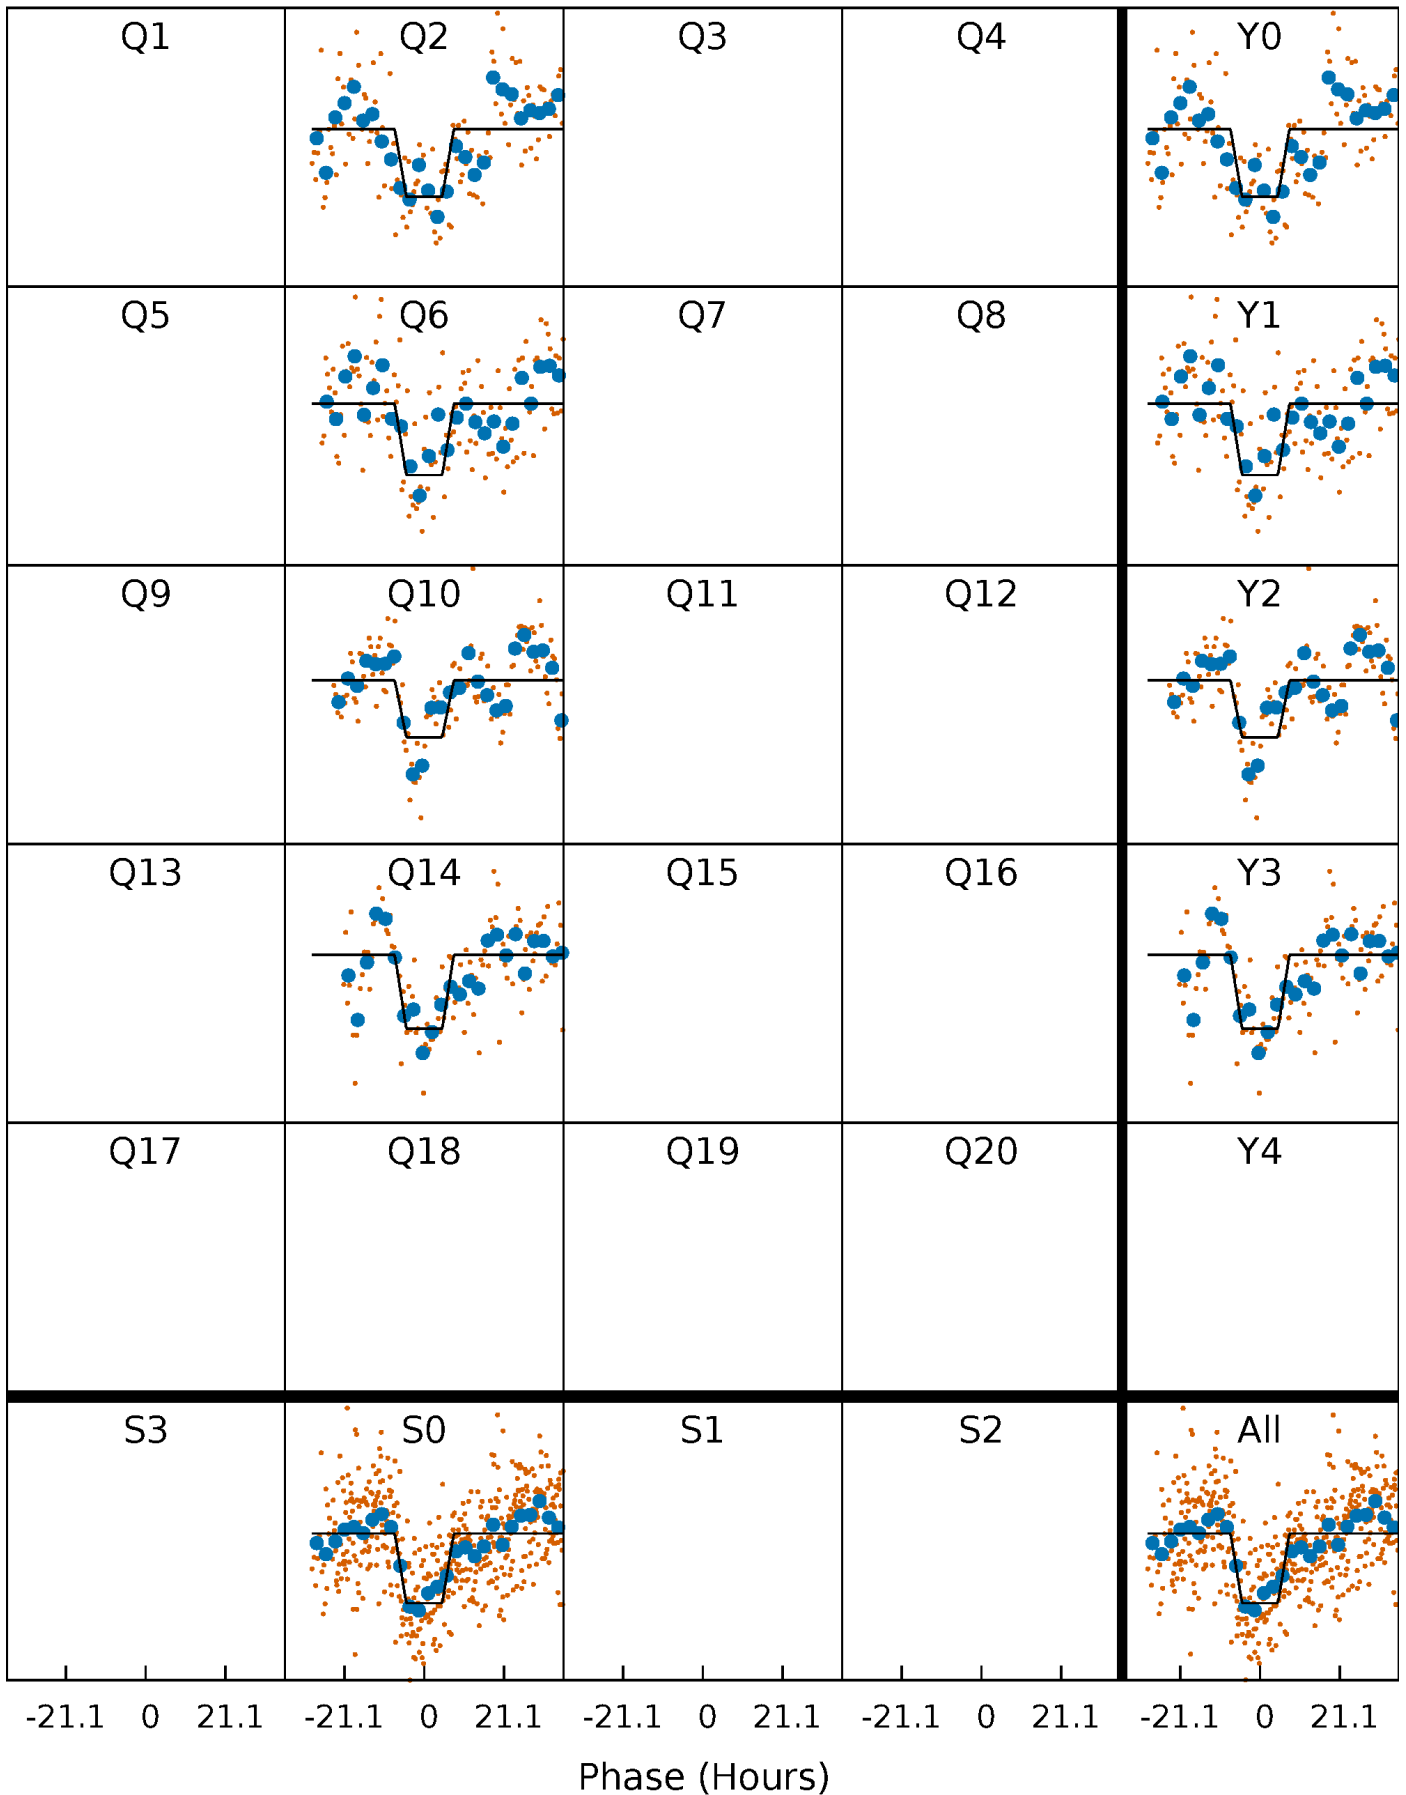 Q1 Q2 Q3 Q4 Y0
Q5 Q6 Q7 Q8 Y1
Q9 Q10 Q11 Q12 Y2
Q13 Q14 Q15 Q16 Y3
Q17 Q18 Q19 Q20 Y4
S3 S0 S1 S2 All
-21.1 0 21.1 -21.1 0 21.1 -21.1 0 21.1 -21.1 0 21.1 -21.1 0 21.1
Phase (Hours)